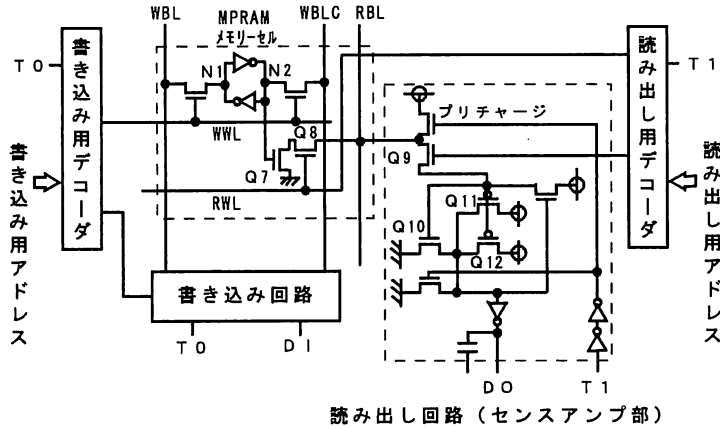 WBL
MPRAM
メモリーセル
WBLC
RBL
T0
書き込み用デコーダ
N1
N2
WWL
Q8
Q7
RWL
書き込み用アドレス
書き込み回路
T0
DI
プリチャージ
Q9
Q11
Q10
Q12
読み出し用デコーダ
T1
読み出し用アドレス
DO
T1
読み出し回路(センスアンプ部)